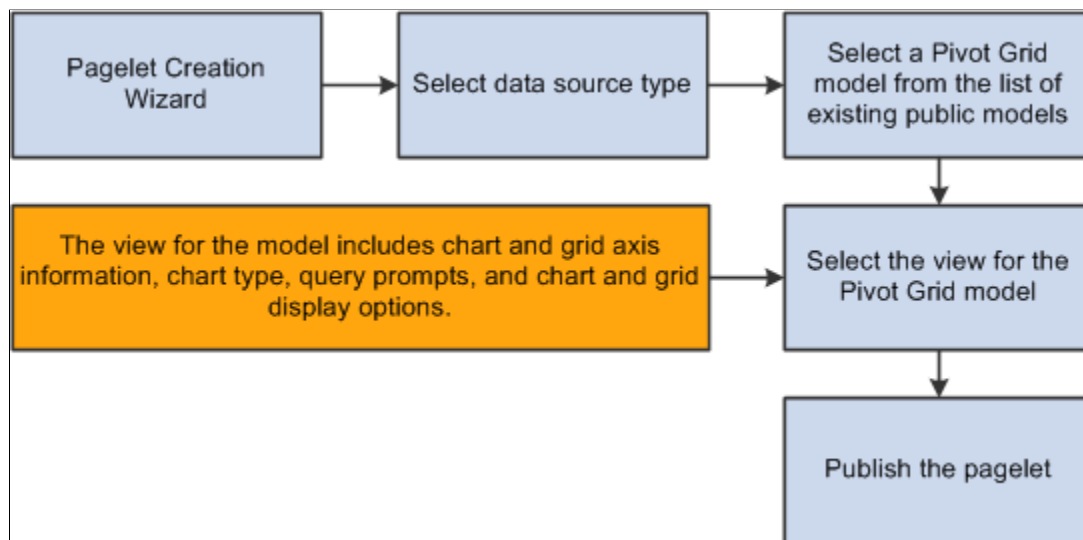 Pagelet Creation
Wizard
Select data source type
Select a Pivot Grid
model from the list of
existing public models
The view for the model includes chart and grid axis
information, chart type, query prompts, and chart and grid
display options.
Select the view for the
Pivot Grid model
Publish the pagelet